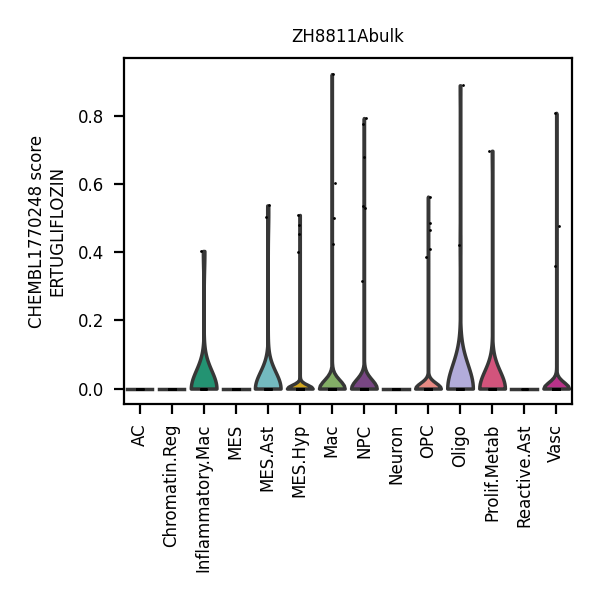 ZH8811Abulk
CHEMBL1770248 score
ERTUGLIFLOZIN
0.8
0.6
0.4
0.2
0.0
AC
Chromatin.Reg
Inflammatory.Mac
MES
MES.Ast
MES.Hyp
Mac
NPC
Neuron
OPC
Oligo
Prolif.Metab
Reactive.Ast
Vasc